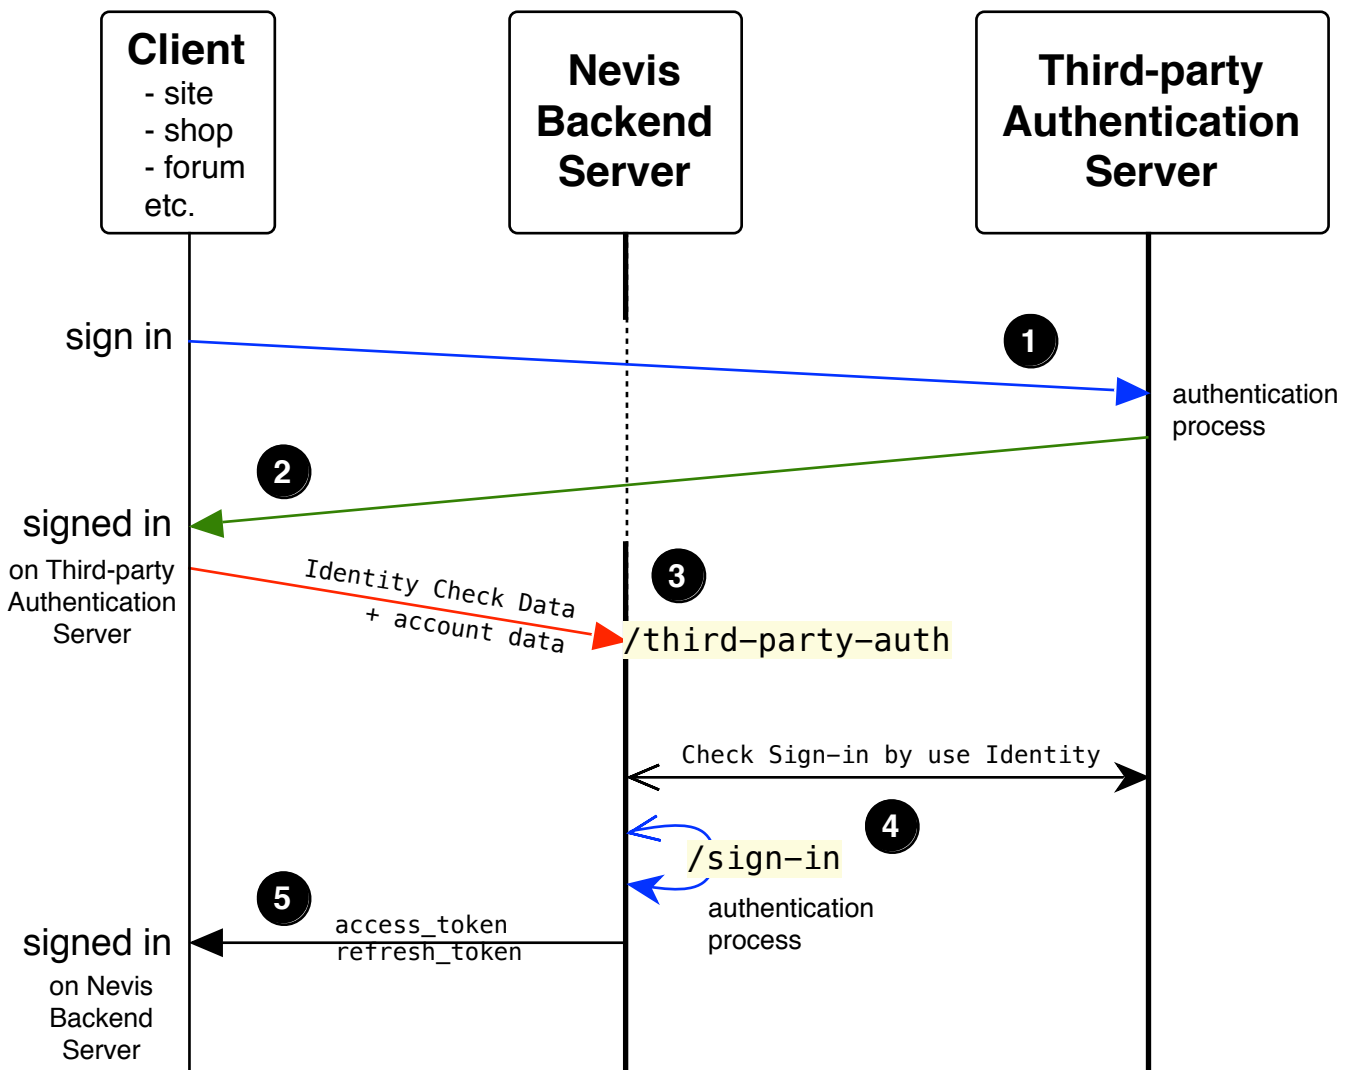 Client
- site
- shop
- forum
etc.
Nevis
Backend
Server
Third-party
Authentication
Server
sign in
1
authentication
process
2
signed in
on Third-party
Authentication
Server
Identity Check Data
+ account data
3
/third-party-auth
Check Sign-in by use Identity
4
/sign-in
authentication
process
5
access_token
refresh_token
signed in
on Nevis
Backend
Server